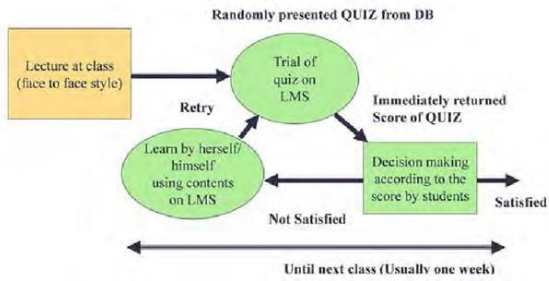 Randomly presented QUIZ from DB
Lecture at class
(face to face style)
Trial of
quiz on
LMS
Retry
Immediately returned
Score of QUIZ
Learn by herself/
himself
using contents
on LMS
Decision making
according to the
score by students
Not Satisfied
Satisfied
Until next class (Usually one week)